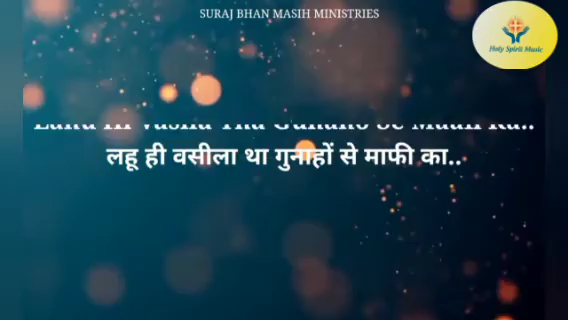 SURAJ BHAN MASIH MINISTRIES
Holy Spirit Music
लहू ही वसीला था गुनाहों से माफी का..